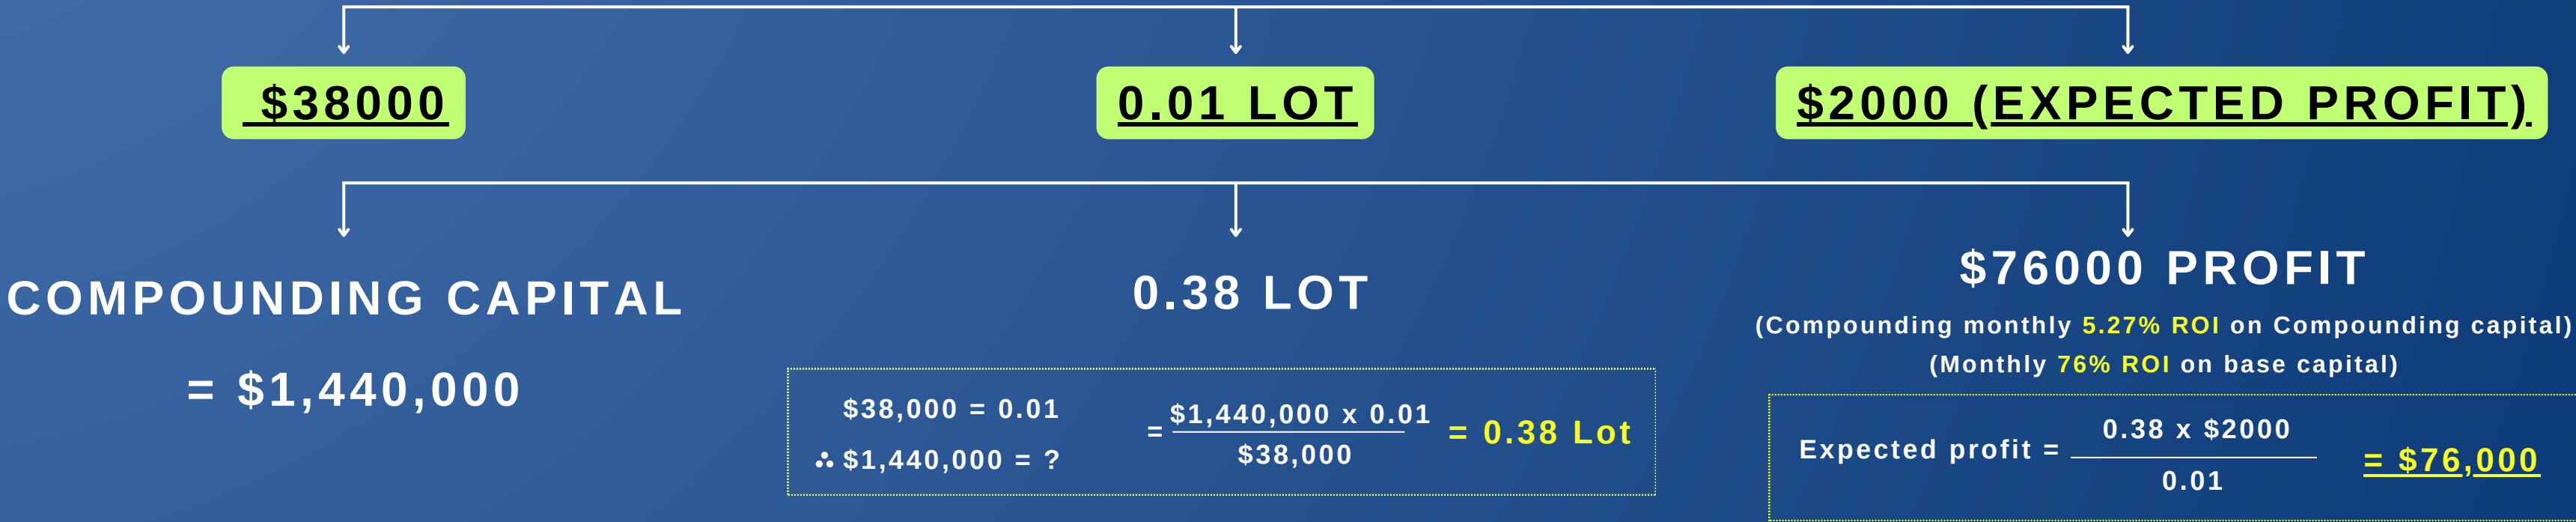 $38000
0.01 LOT
$2000 (EXPECTED PROFIT)
COMPOUNDING CAPITAL
= $1,440,000
0.38 LOT
$38,000 = 0.01
∴ $1,440,000 = ?
= $1,440,000 x 0.01
$38,000
= 0.38 Lot
$76000 PROFIT
(Compounding monthly 5.27% ROI on Compounding capital)
(Monthly 76% ROI on base capital)
Expected profit = 0.38 x $2000
0.01
= $76,000